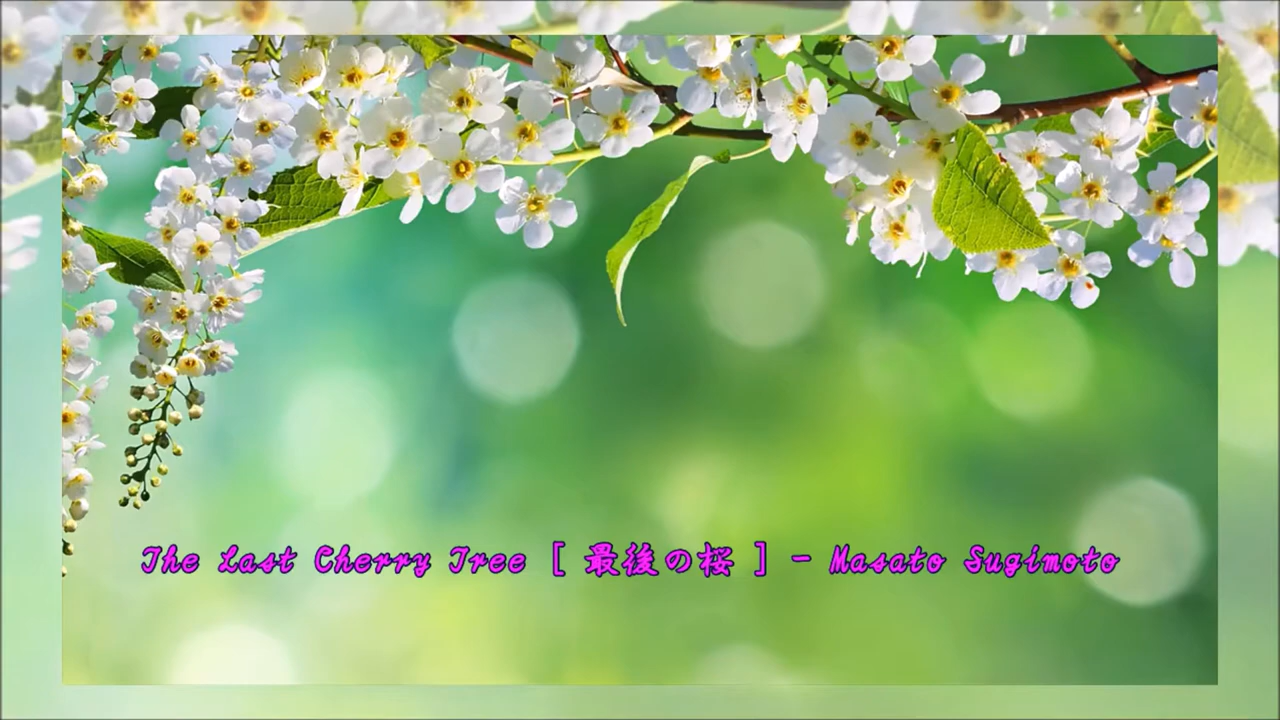 The Last Cherry Tree [ 最後の桜 ] - Masato Sugimoto